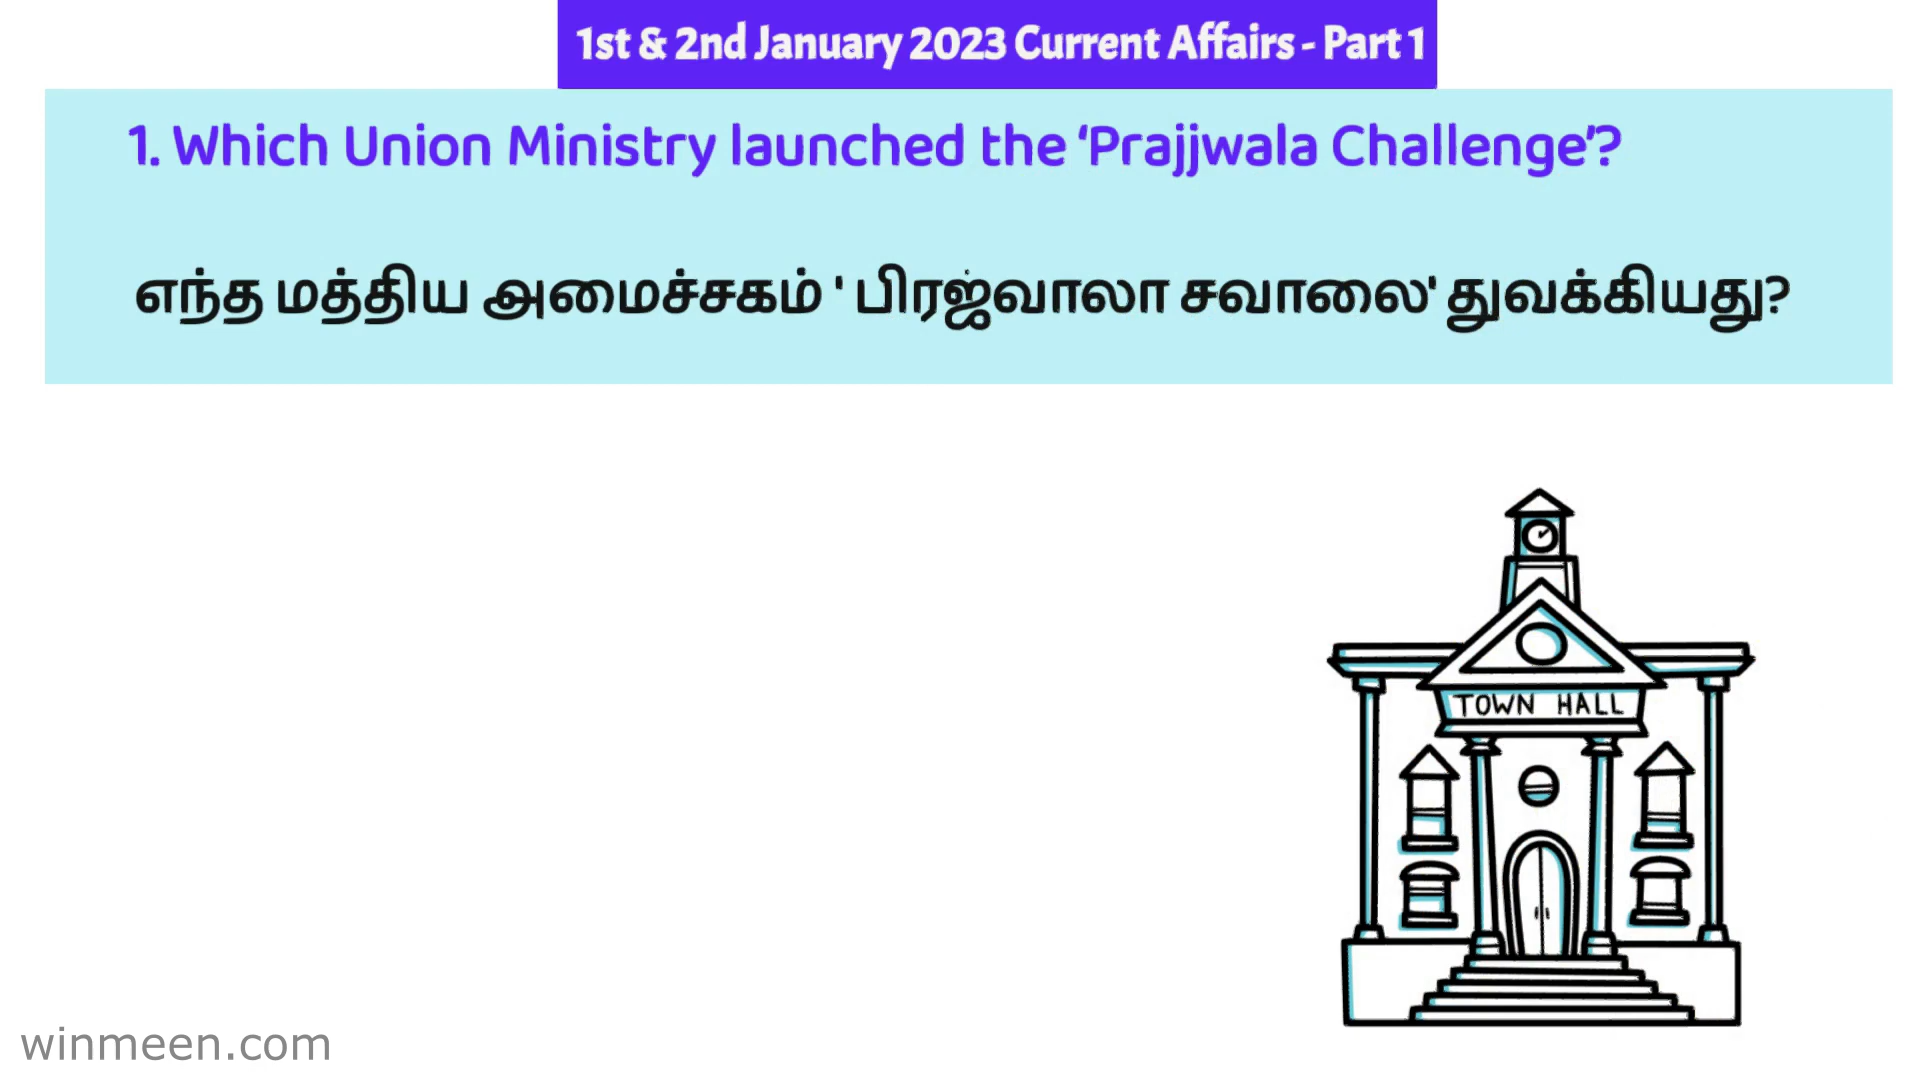 1st & 2nd January 2023 Current Affairs - Part 1
1. Which Union Ministry launched the ‘Prajjwala Challenge’?
எந்த மத்திய அமைச்சகம் ' பிரஜ்வாலா சவாலை' துவக்கியது?
TOWN HALL
winmeen.com